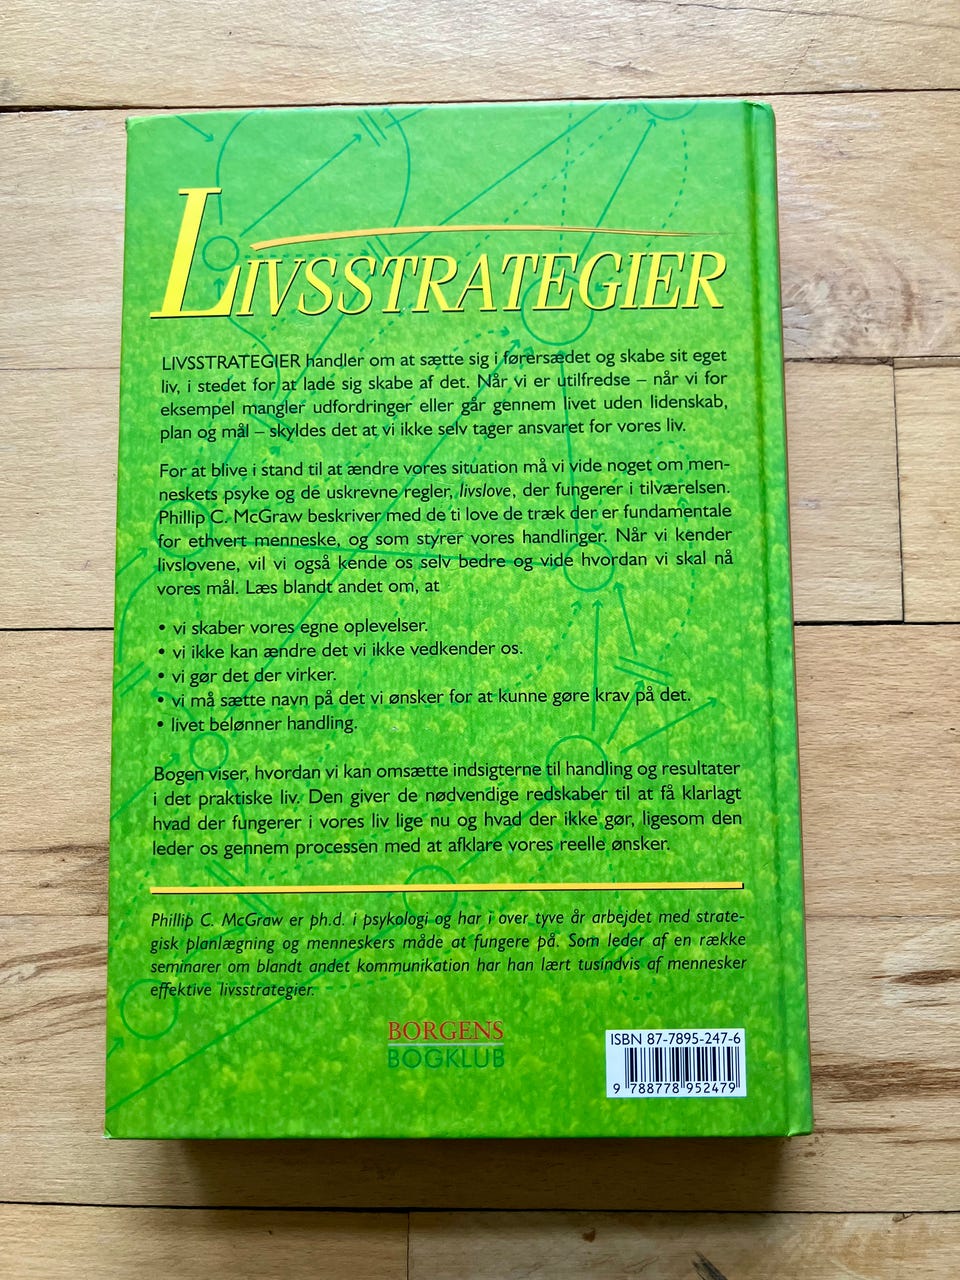 LIVSSTRATEGIER
LIVSSTRATEGIER handler om at sætte sig i førersædet og skabe sit eget
liv, i stedet for at lade sig skabe af det. Når vi er utilfredse – når vi for
eksempel mangler udfordringer eller går gennem livet uden lidenskab,
plan og mål – skyldes det at vi ikke selv tager ansvaret for vores liv.
For at blive i stand til at ændre vores situation må vi vide noget om men-
neskets psyke og de uskrevne regler, livslove, der fungerer i tilværelsen.
Phillip C. McGraw beskriver med de ti love de træk der er fundamentale
for ethvert menneske, og som styrer vores handlinger. Når vi kender
livslovene, vil vi også kende os selv bedre og vide hvordan vi skal nå
vores mål. Læs blandt andet om, at
• vi skaber vores egne oplevelser.
• vi ikke kan ændre det vi ikke vedkender os.
• vi gør det der virker.
• vi må sætte navn på det vi ønsker for at kunne gøre krav på det.
• livet belønner handling.
Bogen viser, hvordan vi kan omsætte indsigterne til handling og resultater
i det praktiske liv. Den giver de nødvendige redskaber til at få klarlagt
hvad der fungerer i vores liv lige nu og hvad der ikke gør, ligesom den
leder os gennem processen med at afklare vores reelle ønsker.
Phillip C. McGraw er ph.d. i psykologi og har i over tyve år arbejdet med strate-
gisk planlægning og menneskers måde at fungere på. Som leder af en række
seminarer om blandt andet kommunikation har han lært tusindvis af mennesker
effektive livsstrategier.
BORGENS
BOGKLUB
ISBN 87-7895-247-6
9 788778 952479